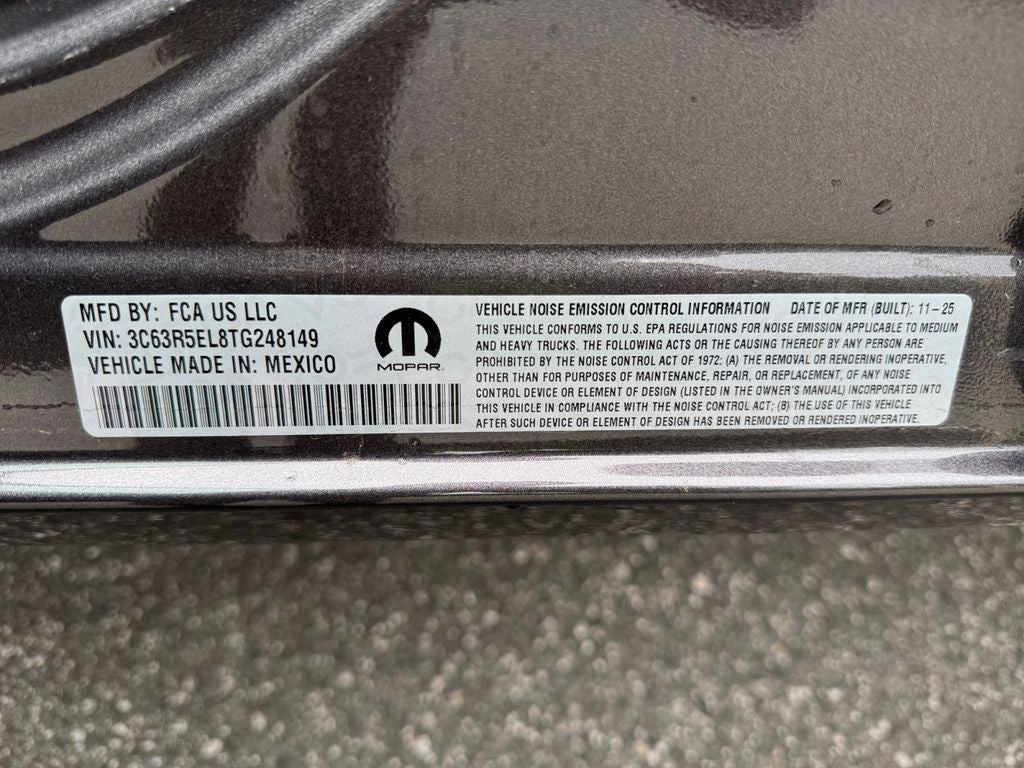 MFD BY: FCA US LLC
VIN: 3C63R5EL8TG248149
VEHICLE MADE IN: MEXICO
MOPAR
VEHICLE NOISE EMISSION CONTROL INFORMATION DATE OF MFR (BUILT): 11-25
THIS VEHICLE CONFORMS TO U.S. EPA REGULATIONS FOR NOISE EMISSION APPLICABLE TO MEDIUM
AND HEAVY TRUCKS. THE FOLLOWING ACTS OR THE CAUSING THEREOF BY ANY PERSON ARE
PROHIBITED BY THE NOISE CONTROL ACT OF 1972: (A) THE REMOVAL OR RENDERING INOPERATIVE,
OTHER THAN FOR PURPOSES OF MAINTENANCE, REPAIR, OR REPLACEMENT, OF ANY NOISE
CONTROL DEVICE OR ELEMENT OF DESIGN (LISTED IN THE OWNER'S MANUAL) INCORPORATED INTO
THIS VEHICLE IN COMPLIANCE WITH THE NOISE CONTROL ACT; (B) THE USE OF THIS VEHICLE
AFTER SUCH DEVICE OR ELEMENT OF DESIGN HAS BEEN REMOVED OR RENDERED INOPERATIVE.